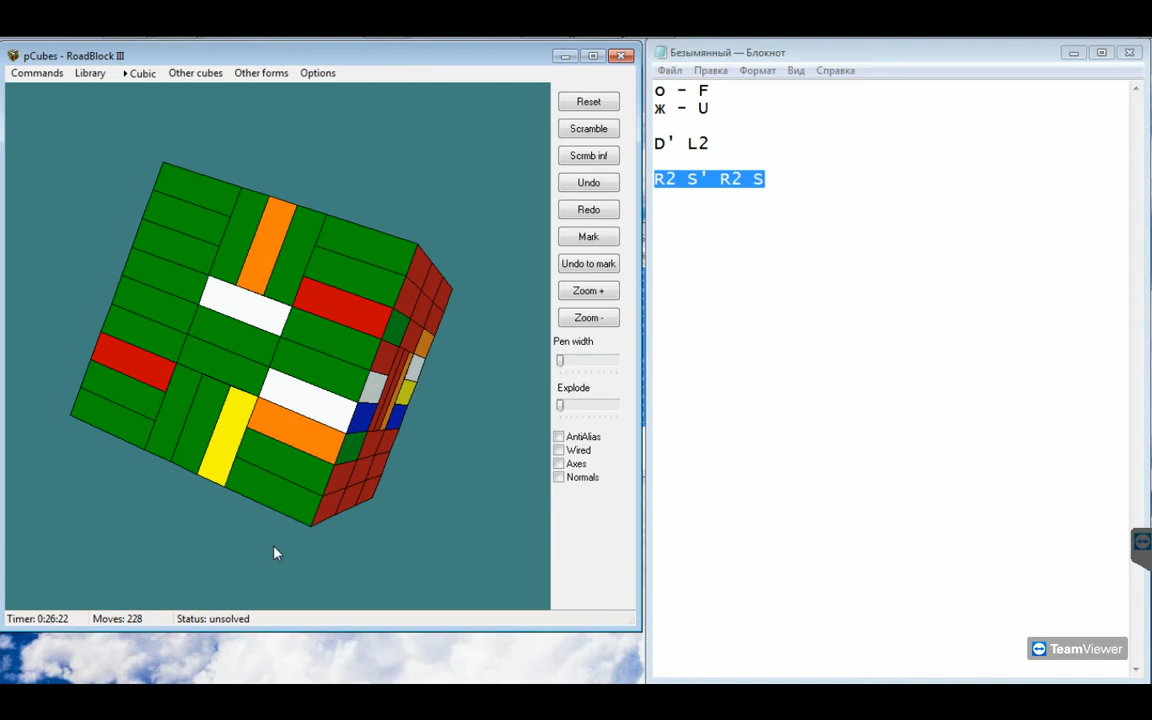 pCubes - RoadBlock III
Commands Library Cubic Other cubes Other forms Options
Reset
Scramble
Scrmb inf
Undo
Redo
Mark
Undo to mark
Zoom +
Zoom -
Pen width
Explode
AntiAlias
Wired
Axes
Normals
Timer: 0:26:22 Moves: 228 Status: unsolved
Безымянный — Блокнот
Файл Правка Формат Вид Справка
о - F
ж - U
D' L2
R2 S' R2 S
TeamViewer